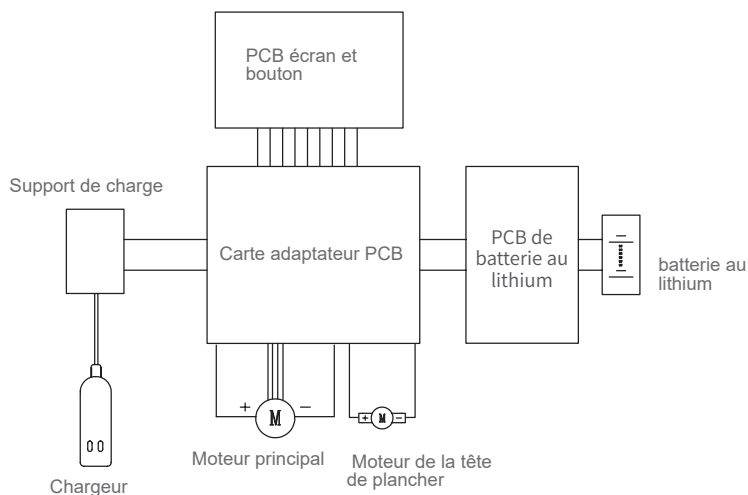 PCB écran et
bouton
Support de charge
Carte adaptateur PCB
PCB de
batterie au
lithium
batterie au
lithium
+ M −
+ M −
Moteur principal
Moteur de la tête
de plancher
Chargeur